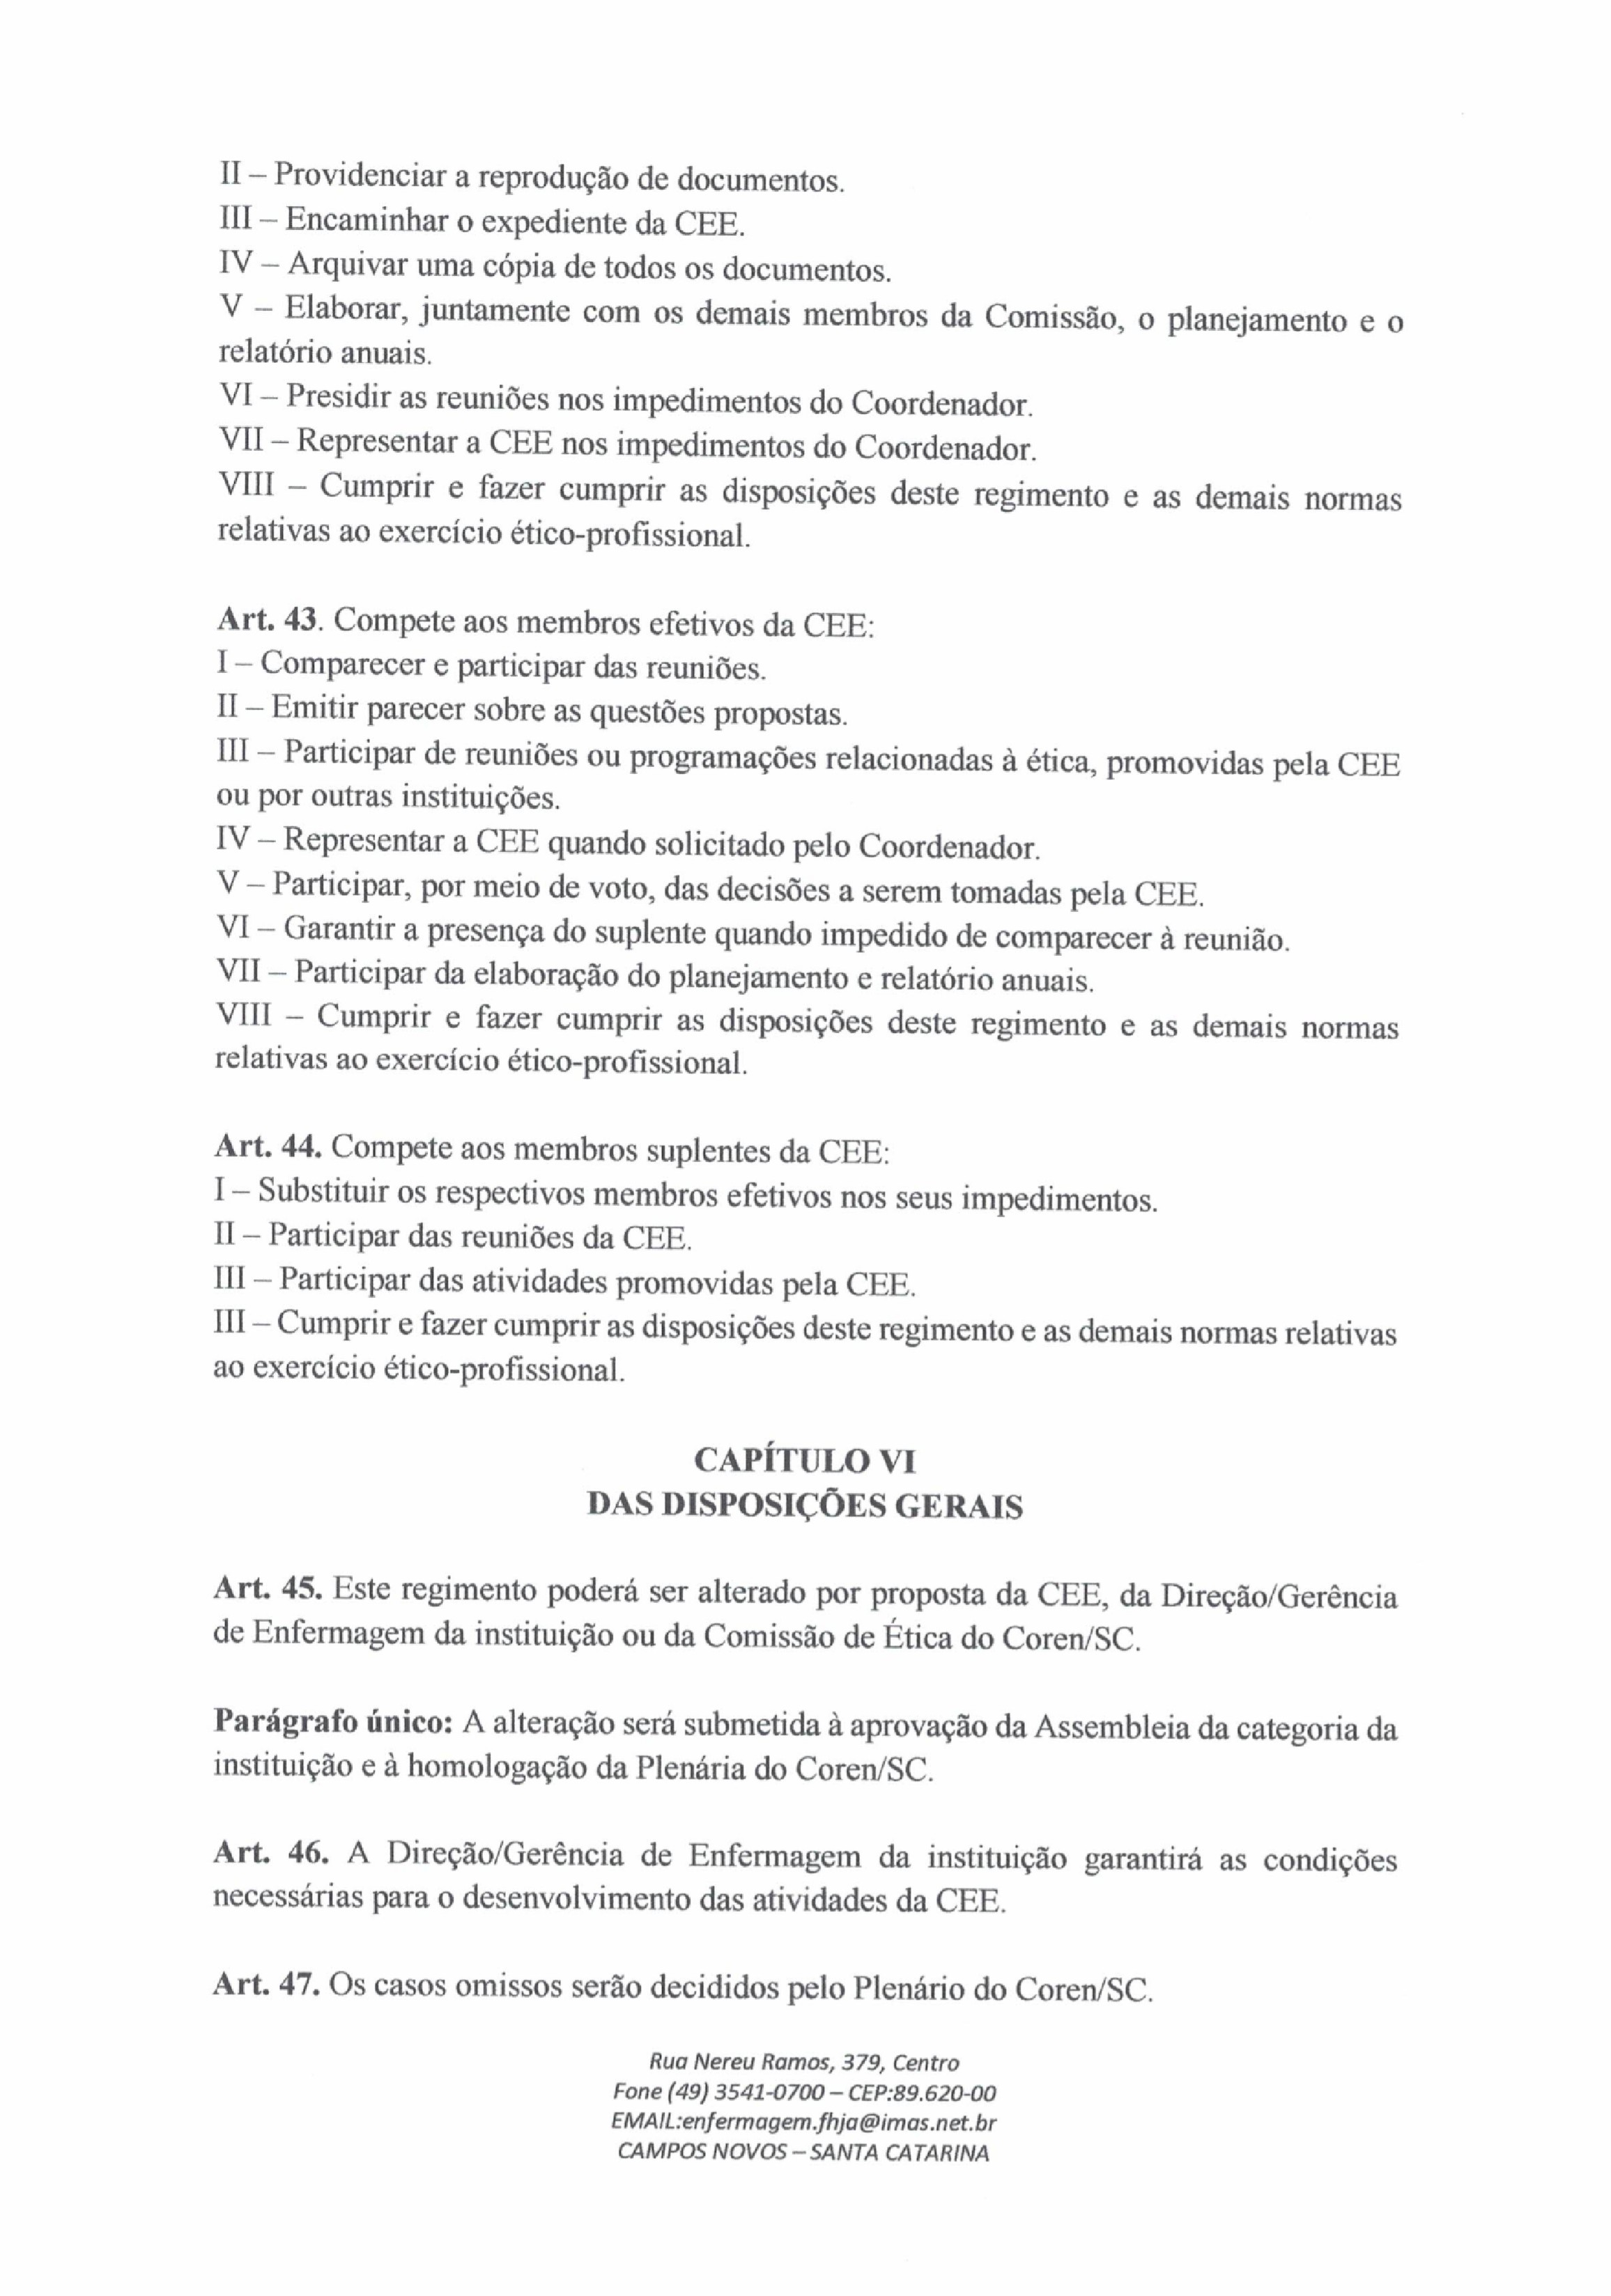 II – Providenciar a reprodução de documentos.
III – Encaminhar o expediente da CEE.
IV – Arquivar uma cópia de todos os documentos.
V – Elaborar, juntamente com os demais membros da Comissão, o planejamento e o
relatório anuais.
VI – Presidir as reuniões nos impedimentos do Coordenador.
VII – Representar a CEE nos impedimentos do Coordenador.
VIII – Cumprir e fazer cumprir as disposições deste regimento e as demais normas
relativas ao exercício ético-profissional.
Art. 43. Compete aos membros efetivos da CEE:
I – Comparecer e participar das reuniões.
II – Emitir parecer sobre as questões propostas.
III – Participar de reuniões ou programações relacionadas à ética, promovidas pela CEE
ou por outras instituições.
IV – Representar a CEE quando solicitado pelo Coordenador.
V – Participar, por meio de voto, das decisões a serem tomadas pela CEE.
VI – Garantir a presença do suplente quando impedido de comparecer à reunião.
VII – Participar da elaboração do planejamento e relatório anuais.
VIII – Cumprir e fazer cumprir as disposições deste regimento e as demais normas
relativas ao exercício ético-profissional.
Art. 44. Compete aos membros suplentes da CEE:
I – Substituir os respectivos membros efetivos nos seus impedimentos.
II – Participar das reuniões da CEE.
III – Participar das atividades promovidas pela CEE.
III – Cumprir e fazer cumprir as disposições deste regimento e as demais normas relativas
ao exercício ético-profissional.
CAPÍTULO VI
DAS DISPOSIÇÕES GERAIS
Art. 45. Este regimento poderá ser alterado por proposta da CEE, da Direção/Gerência
de Enfermagem da instituição ou da Comissão de Ética do Coren/SC.
Parágrafo único: A alteração será submetida à aprovação da Assembleia da categoria da
instituição e à homologação da Plenária do Coren/SC.
Art. 46. A Direção/Gerência de Enfermagem da instituição garantirá as condições
necessárias para o desenvolvimento das atividades da CEE.
Art. 47. Os casos omissos serão decididos pelo Plenário do Coren/SC.
Rua Nereu Ramos, 379, Centro
Fone (49) 3541-0700 – CEP:89.620-00
EMAIL:enfermagem.fhja@imas.net.br
CAMPOS NOVOS – SANTA CATARINA